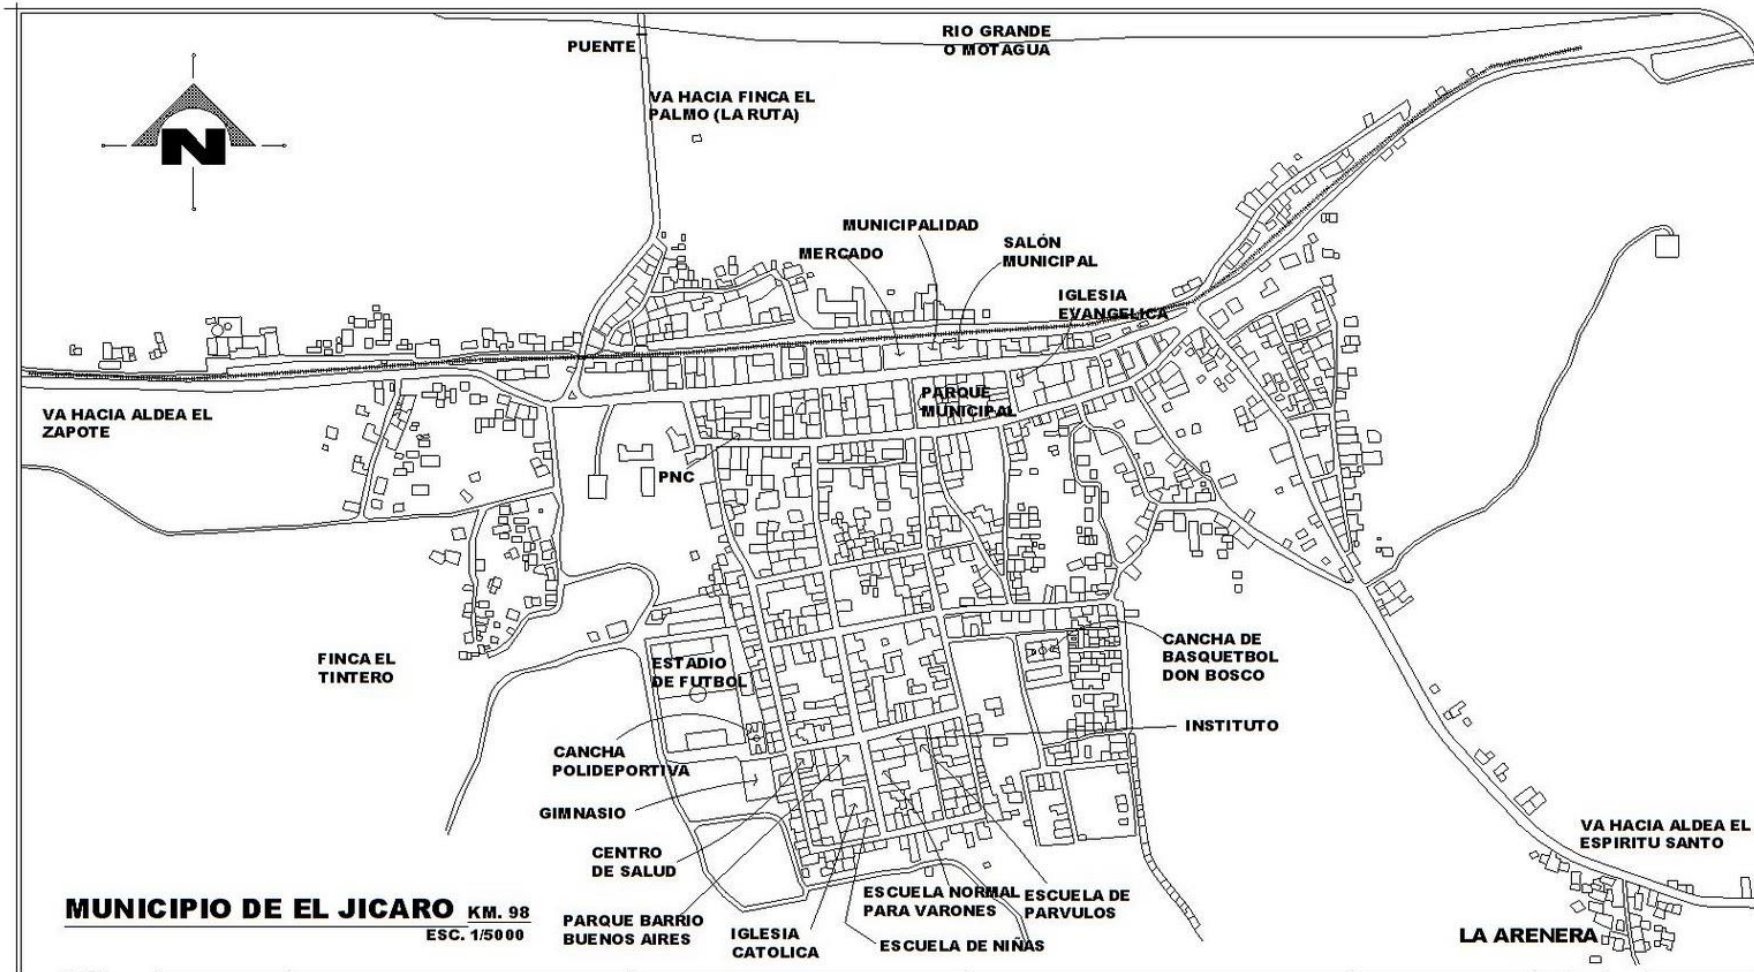 RIO GRANDE
O MOTAGUA
PUENTE
VA HACIA FINCA EL
PALMO (LA RUTA)
N
MUNICIPALIDAD
MERCADO
SALÓN
MUNICIPAL
IGLESIA
EVANGELICA
VA HACIA ALDEA EL
ZAPOTE
PARQUE
MUNICIPAL
PNC
FINCA EL
TINTERO
ESTADIO
DE FUTBOL
CANCHA DE
BASQUETBOL
DON BOSCO
INSTITUTO
CANCHA
POLIDEPORTIVA
GIMNASIO
CENTRO
DE SALUD
VA HACIA ALDEA EL
ESPIRITU SANTO
MUNICIPIO DE EL JICARO KM. 98
ESC. 1/5000
PARQUE BARRIO
BUENOS AIRES
IGLESIA
CATOLICA
ESCUELA NORMAL
PARA VARONES
ESCUELA DE
PARVULOS
ESCUELA DE NIÑAS
LA ARENERA